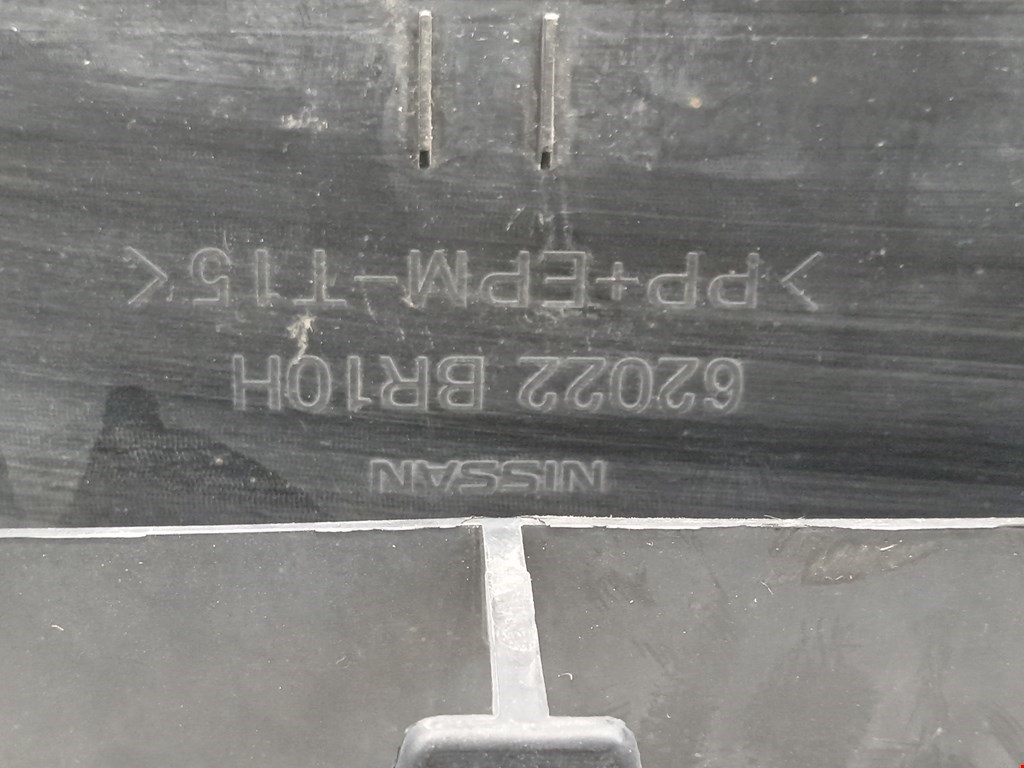 NISSAN
62022 BR10H
>PP+EPM-T15<